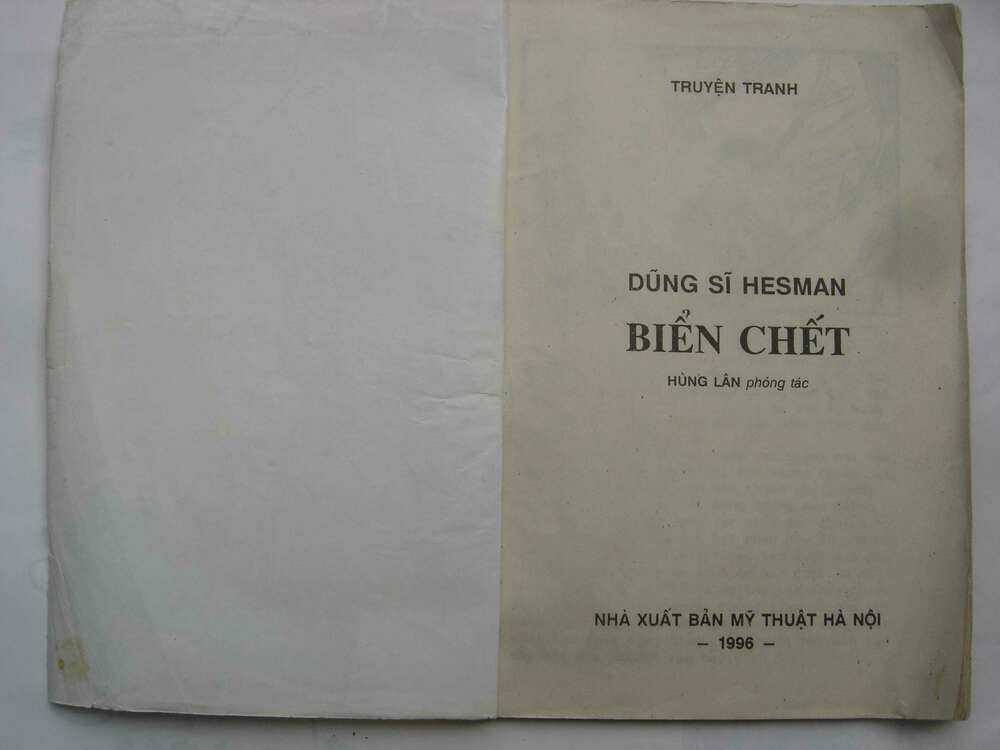 TRUYỆN TRANH
DŨNG SĨ HESMAN
BIỂN CHẾT
HÙNG LÂN phóng tác
NHÀ XUẤT BẢN MỸ THUẬT HÀ NỘI
– 1996 –